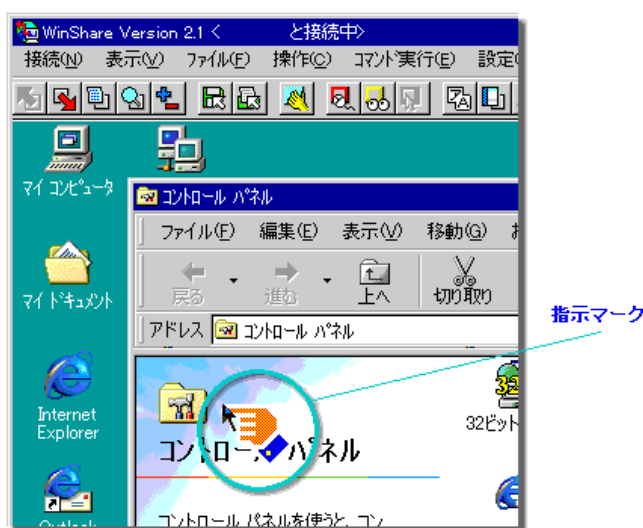 WinShare Version 2.1 < と接続中>
接続(N) 表示(V) ファイル(F) 操作(C) コマンド実行(E) 設定(
マイ コンピュータ
コントロール パネル
ファイル(F) 編集(E) 表示(V) 移動(G) お
戻る 進む 上へ 切り取り
マイ ドキュメント
アドレス コントロール パネル
指示マーク
Internet Explorer
32ビット
コントロール パネル
Outlook
コントロール パネルを使うと、コン